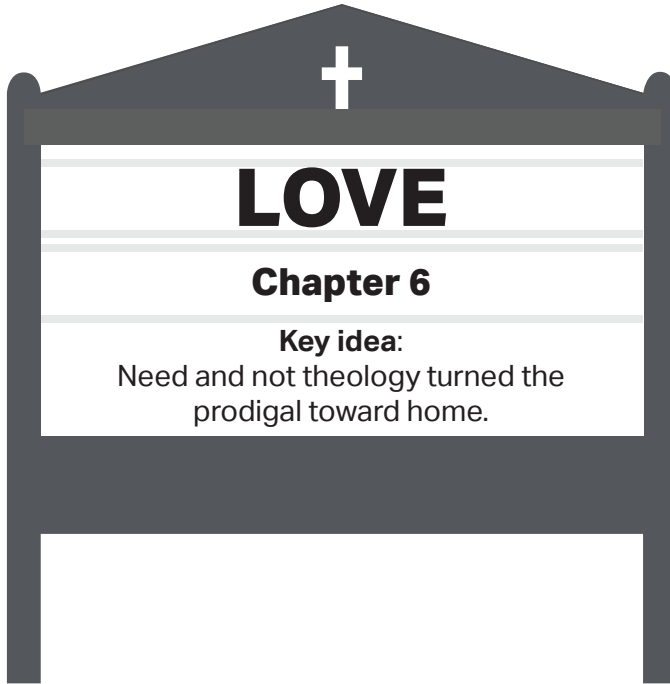 LOVE
Chapter 6
Key idea:
Need and not theology turned the
prodigal toward home.